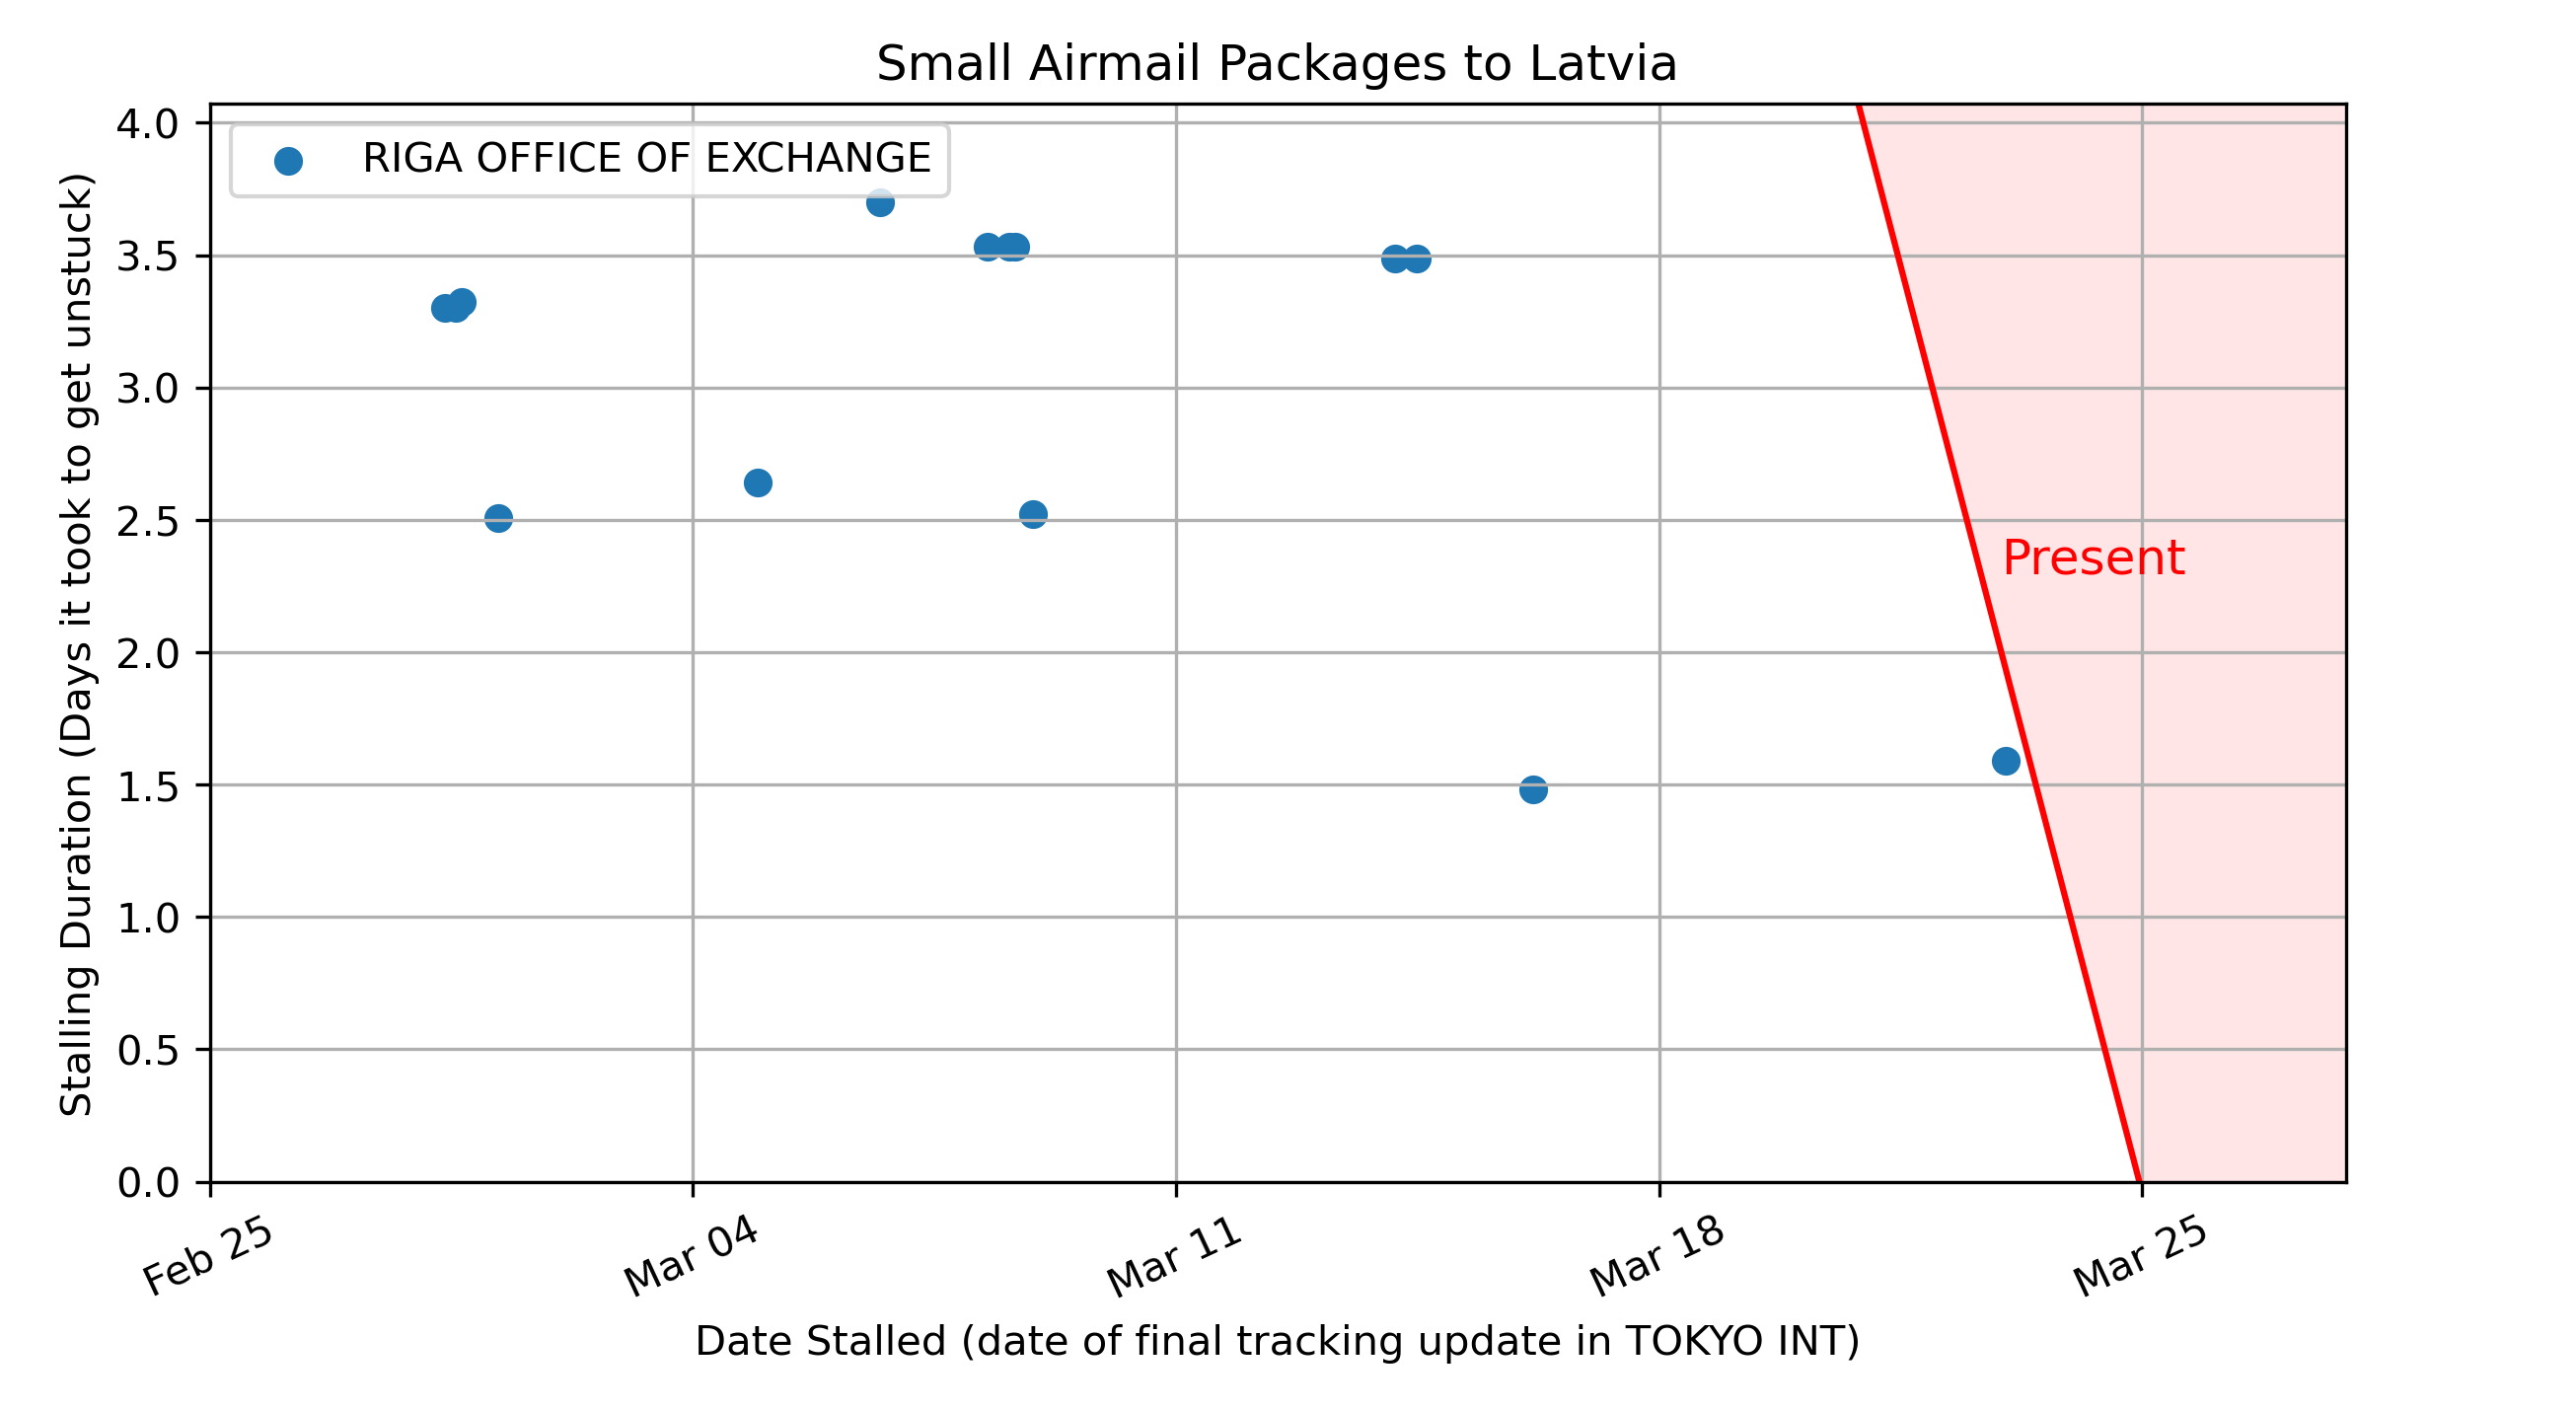 Small Airmail Packages to Latvia
RIGA OFFICE OF EXCHANGE
Stalling Duration (Days it took to get unstuck)
4.0
3.5
3.0
2.5
2.0
1.5
1.0
0.5
0.0
Present
Feb 25
Mar 04
Mar 11
Mar 18
Mar 25
Date Stalled (date of final tracking update in TOKYO INT)